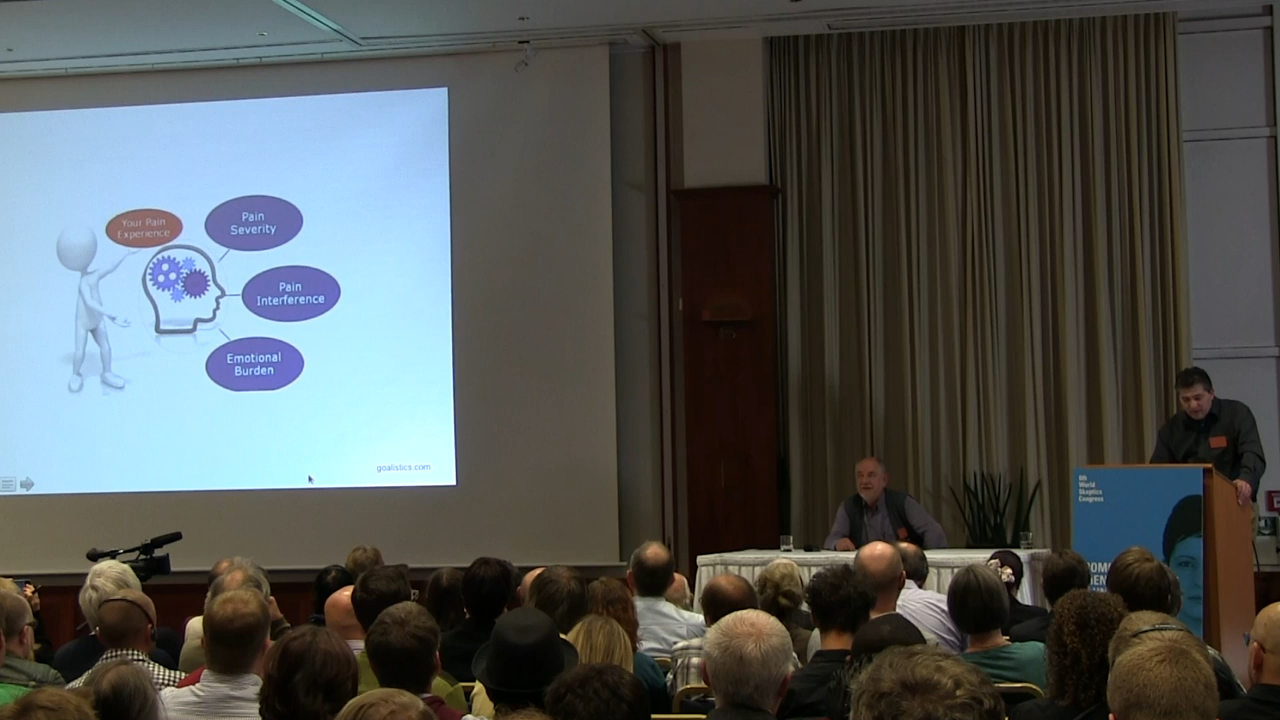 Your Pain
Experience
Pain
Severity
Pain
Interference
Emotional
Burden
goalistics.com
6th
World
Skeptics
Congress